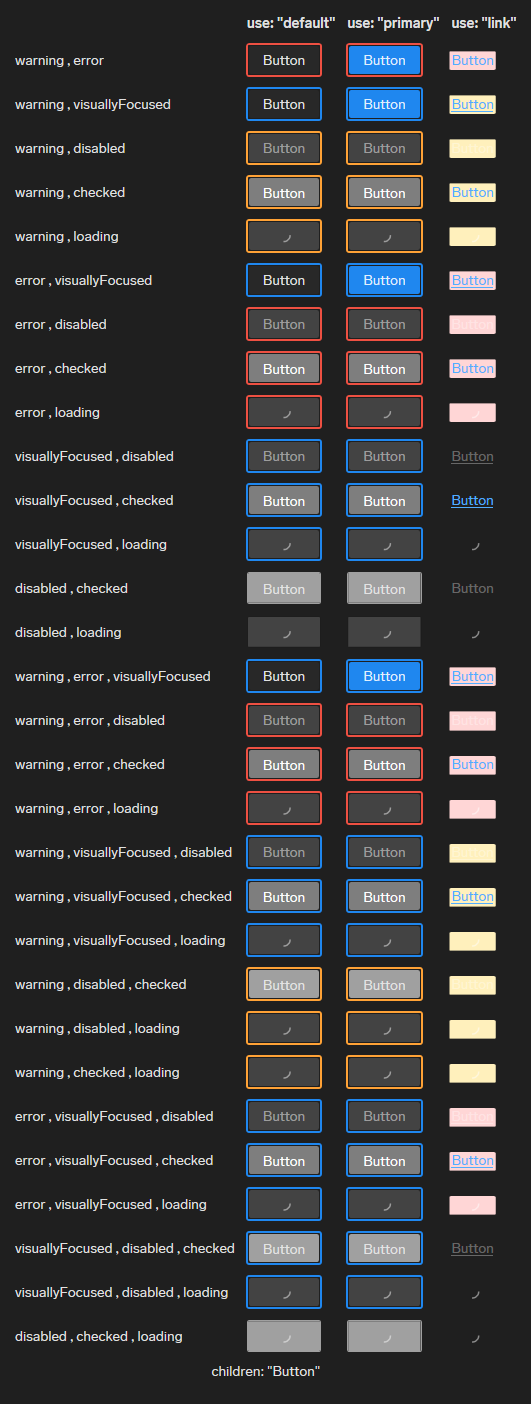 use: "default" use: "primary" use: "link"
warning , error Button Button Button
warning , visuallyFocused Button Button Button
warning , disabled Button Button
warning , checked Button Button Button
warning , loading
error , visuallyFocused Button Button Button
error , disabled Button Button Button
error , checked Button Button Button
error , loading
visuallyFocused , disabled Button Button Button
visuallyFocused , checked Button Button Button
visuallyFocused , loading
disabled , checked Button Button Button
disabled , loading
warning , error , visuallyFocused Button Button Button
warning , error , disabled Button Button Button
warning , error , checked Button Button Button
warning , error , loading
warning , visuallyFocused , disabled Button Button
warning , visuallyFocused , checked Button Button Button
warning , visuallyFocused , loading
warning , disabled , checked Button Button
warning , disabled , loading
warning , checked , loading
error , visuallyFocused , disabled Button Button Button
error , visuallyFocused , checked Button Button Button
error , visuallyFocused , loading
visuallyFocused , disabled , checked Button Button Button
visuallyFocused , disabled , loading
disabled , checked , loading
children: "Button"